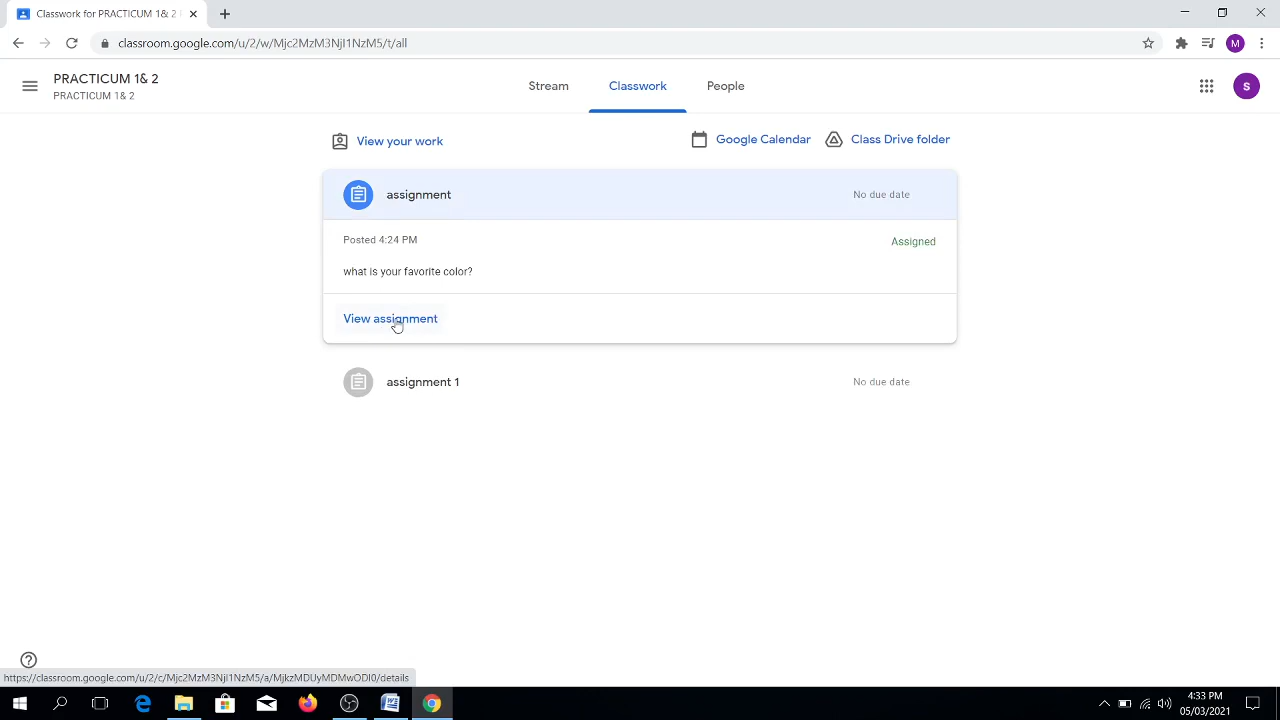 Classwork for PRACTICUM 1& 2
classroom.google.com/u/2/w/Mjc2MzM3NjI1NzM5/t/all
M
PRACTICUM 1& 2
PRACTICUM 1& 2
Stream
Classwork
People
S
View your work
Google Calendar
Class Drive folder
assignment
No due date
Posted 4:24 PM
Assigned
what is your favorite color?
View assignment
assignment 1
No due date
https://classroom.google.com/u/2/c/Mjc2MzM3NjI1NzM5/a/MjkzMDUyMDMwODI0/details
4:33 PM
05/03/2021